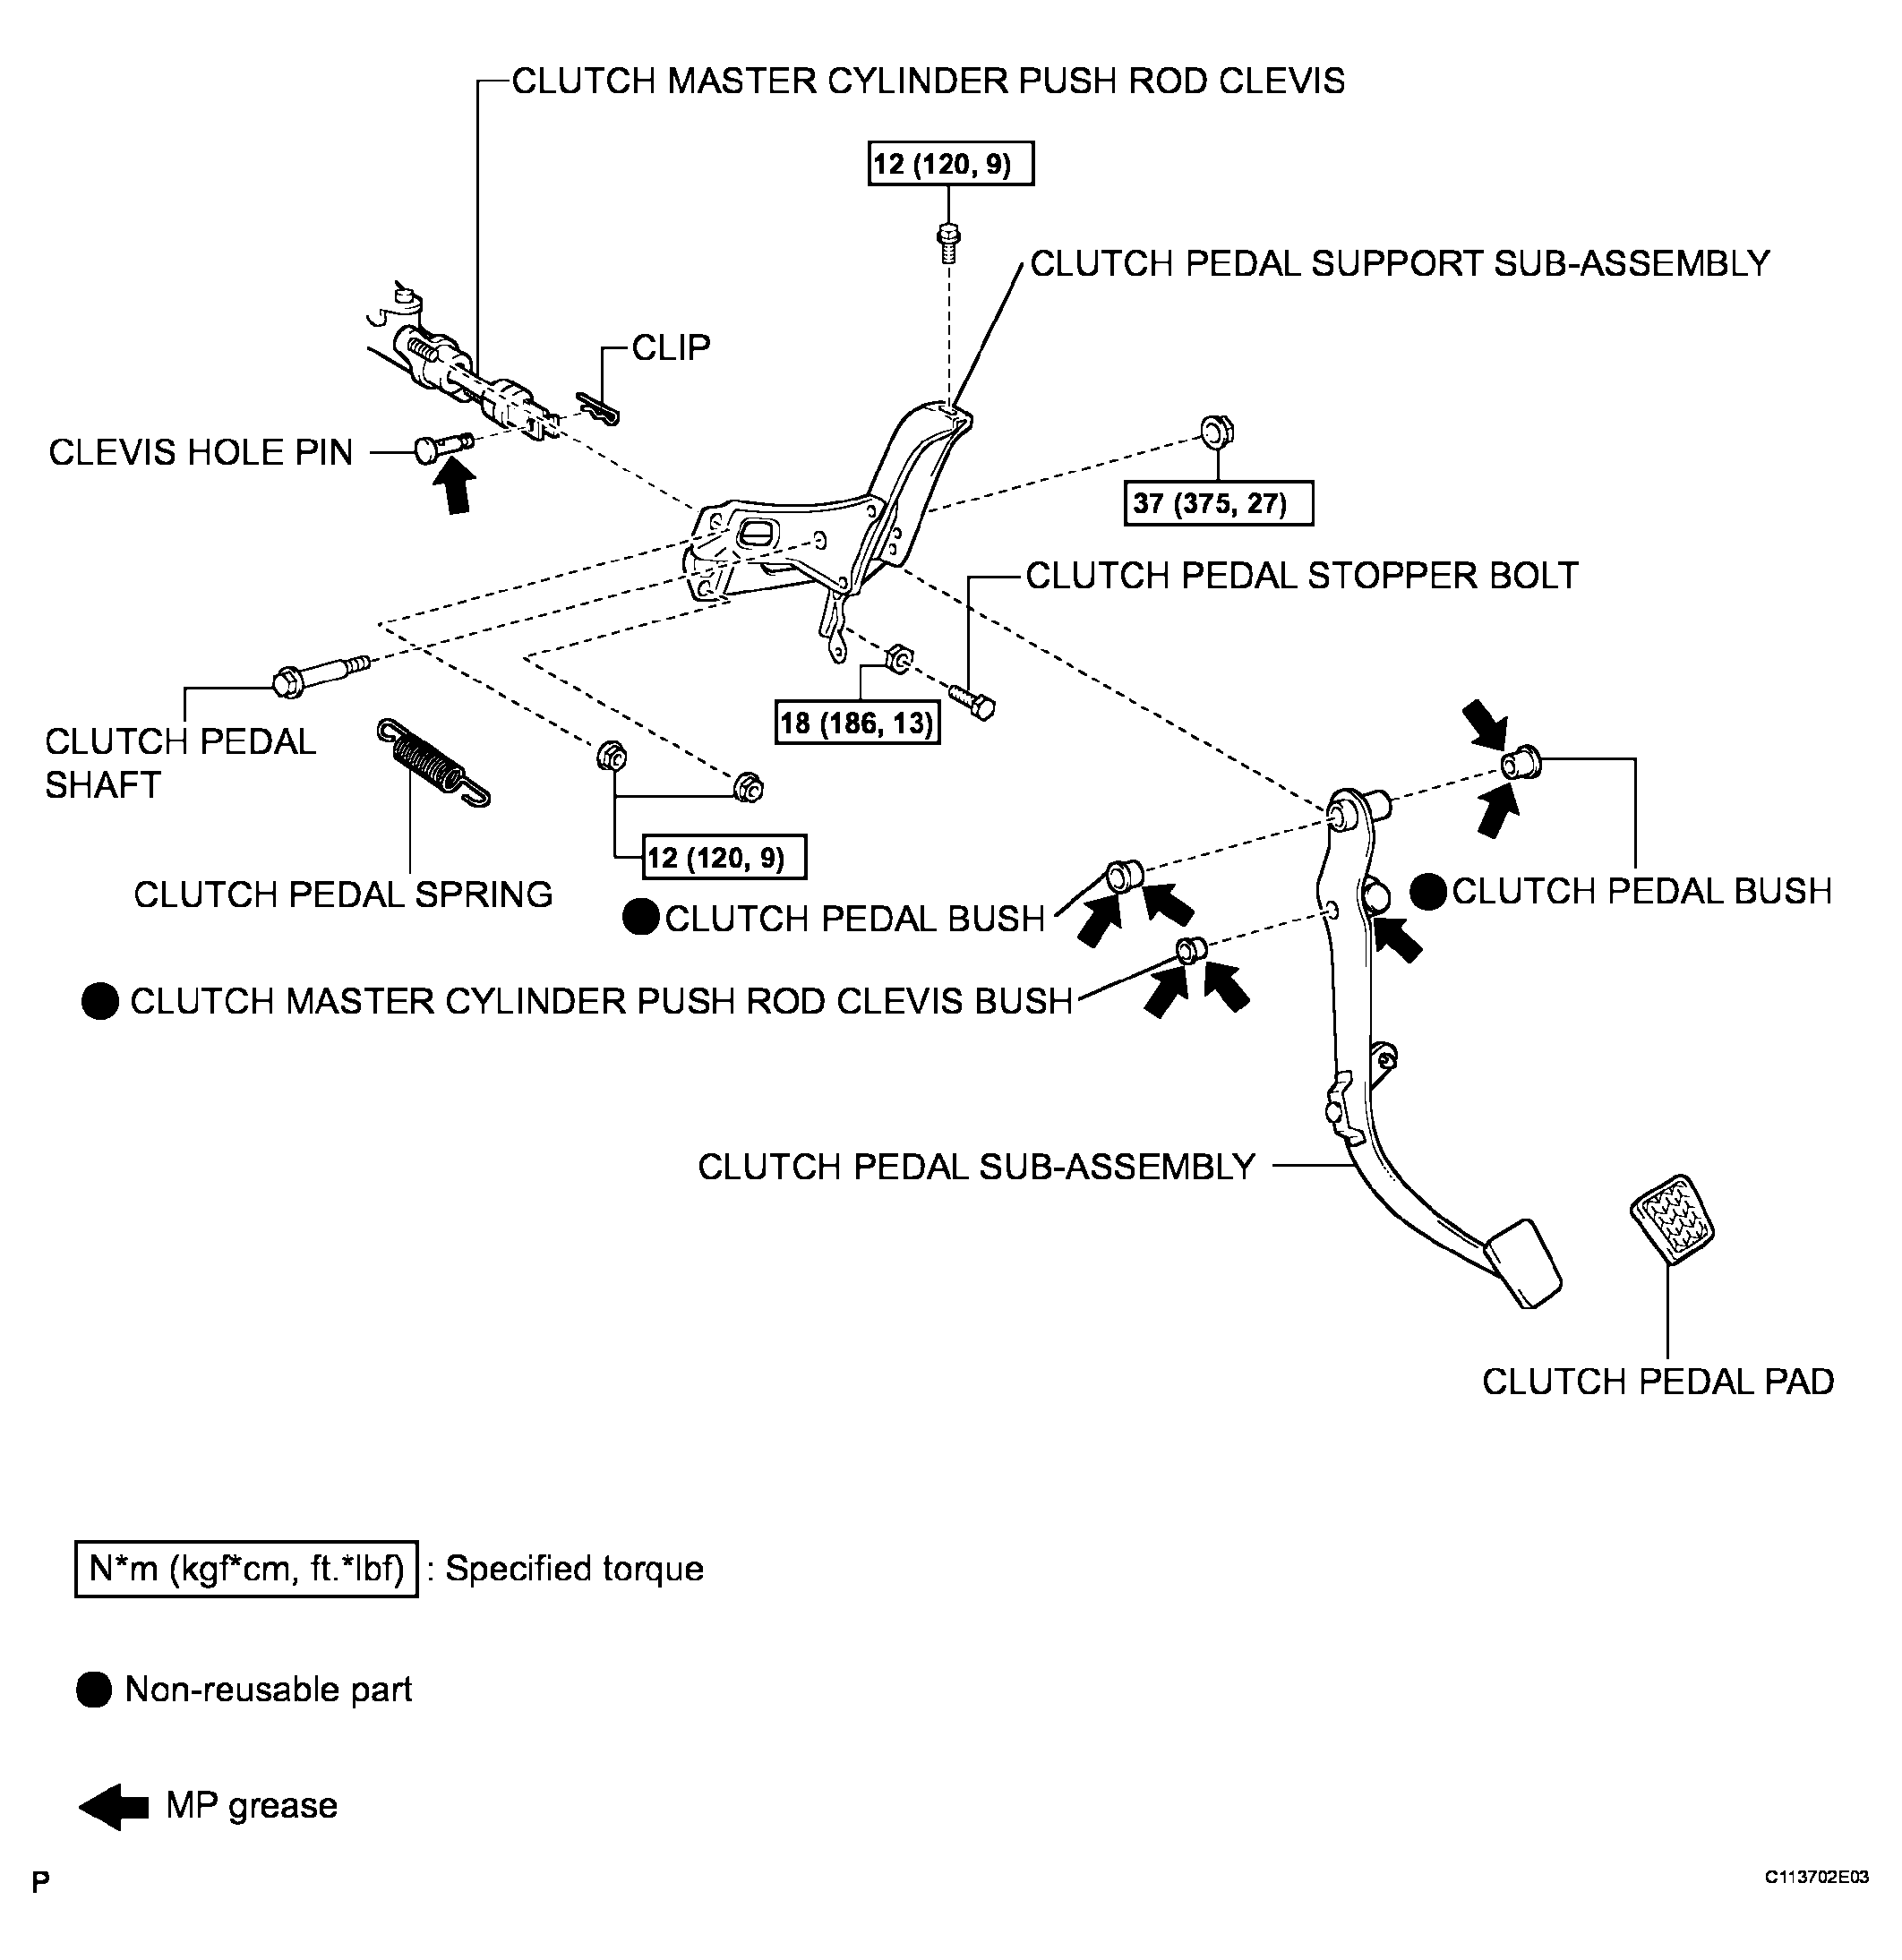 CLUTCH MASTER CYLINDER PUSH ROD CLEVIS
12 (120, 9)
CLUTCH PEDAL SUPPORT SUB-ASSEMBLY
CLIP
CLEVIS HOLE PIN
37 (375, 27)
CLUTCH PEDAL STOPPER BOLT
18 (186, 13)
CLUTCH PEDAL
SHAFT
12 (120, 9)
CLUTCH PEDAL SPRING
CLUTCH PEDAL BUSH
CLUTCH PEDAL BUSH
CLUTCH MASTER CYLINDER PUSH ROD CLEVIS BUSH
CLUTCH PEDAL SUB-ASSEMBLY
CLUTCH PEDAL PAD
N*m (kgf*cm, ft.*lbf) : Specified torque
Non-reusable part
MP grease
P
C113702E03